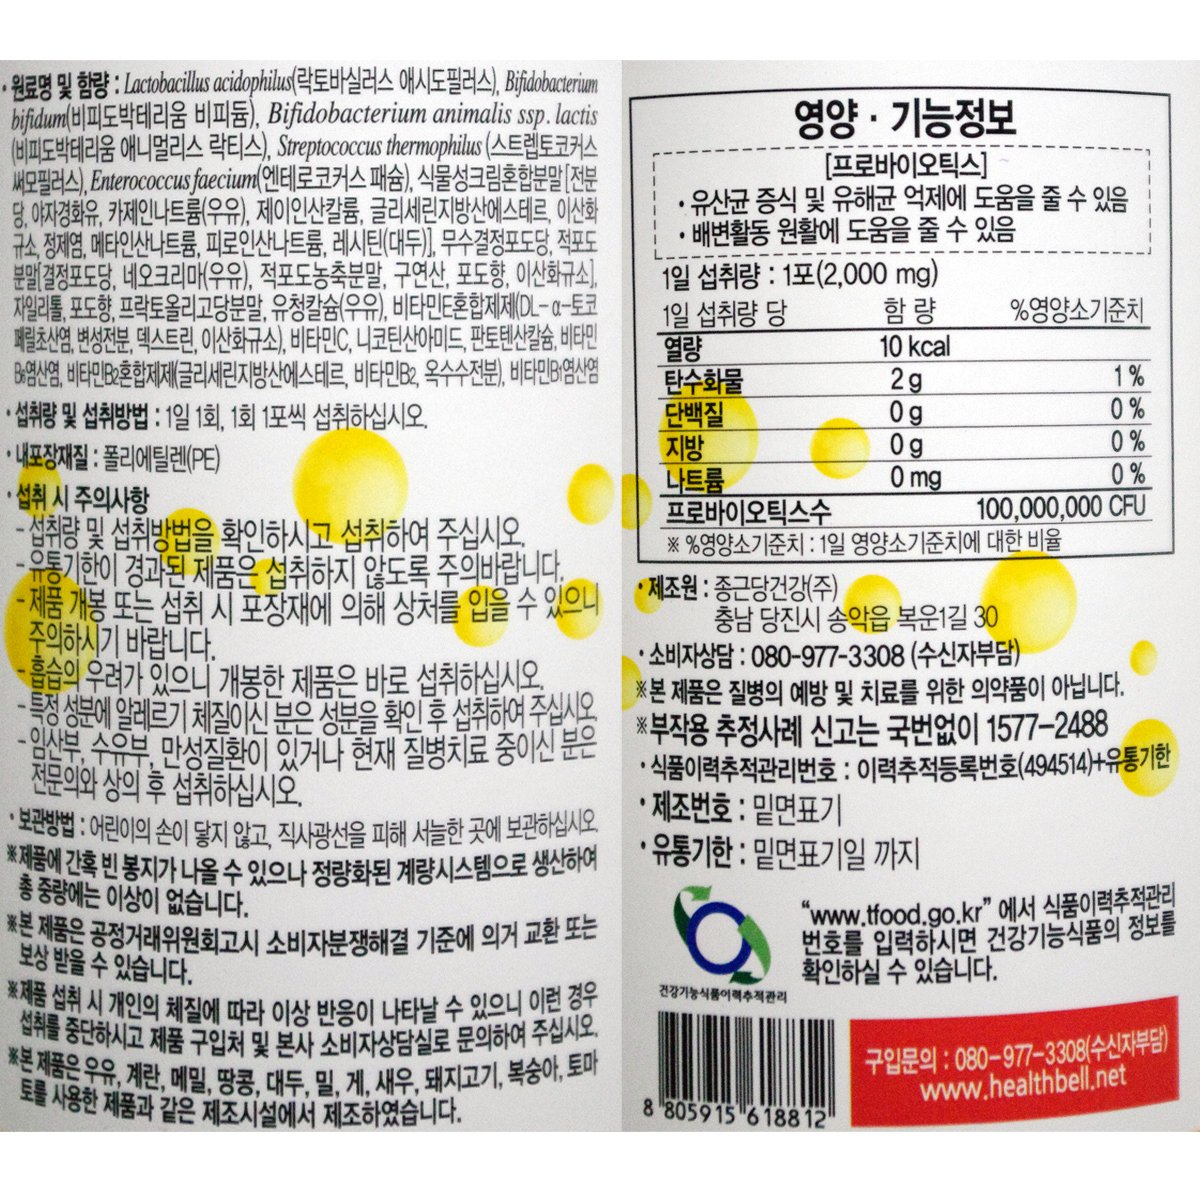 · 원료명 및 함량 : Lactobacillus acidophilus(락토바실러스 애시도필러스), Bifidobacterium
bifidum(비피도박테리움 비피듐), Bifidobacterium animalis ssp. lactis
(비피도박테리움 애니멀리스 락티스), Streptococcus thermophilus (스트렙토코커스
써모필러스), Enterococcus faecium(엔테로코커스 패슘), 식물성크림혼합분말[전분
당, 야자경화유, 카제인나트륨(우유), 제이인산칼륨, 글리세린지방산에스테르, 이산화
규소, 정제염, 메타인산나트륨, 피로인산나트륨, 레시틴(대두)], 무수결정포도당, 적포도
분말[결정포도당, 네오크리마(우유), 적포도농축분말, 구연산, 포도향, 이산화규소],
자일리톨, 포도향, 프락토올리고당분말, 유청칼슘(우유), 비타민E혼합제제(DL-α-토코
페릴초산염, 변성전분, 덱스트린, 이산화규소), 비타민C, 니코틴산아미드, 판토텐산칼슘, 비타민
B6염산염, 비타민B2혼합제제(글리세린지방산에스테르, 비타민B2, 옥수수전분), 비타민B1염산염
· 섭취량 및 섭취방법 : 1일 1회, 1회 1포씩 섭취하십시오.
· 내포장재질 : 폴리에틸렌(PE)
· 섭취 시 주의사항
- 섭취량 및 섭취방법을 확인하시고 섭취하여 주십시오.
- 유통기한이 경과된 제품은 섭취하지 않도록 주의바랍니다.
- 제품 개봉 또는 섭취 시 포장재에 의해 상처를 입을 수 있으니
주의하시기 바랍니다.
- 흡습의 우려가 있으니 개봉한 제품은 바로 섭취하십시오.
- 특정 성분에 알레르기 체질이신 분은 성분을 확인 후 섭취하여 주십시오.
- 임산부, 수유부, 만성질환이 있거나 현재 질병치료 중이신 분은
전문의와 상의 후 섭취하십시오.
· 보관방법 : 어린이의 손이 닿지 않고, 직사광선을 피해 서늘한 곳에 보관하십시오.
※제품에 간혹 빈 봉지가 나올 수 있으나 정량화된 계량시스템으로 생산하여
총 중량에는 이상이 없습니다.
※본 제품은 공정거래위원회고시 소비자분쟁해결 기준에 의거 교환 또는
보상 받을 수 있습니다.
※제품 섭취 시 개인의 체질에 따라 이상 반응이 나타날 수 있으니 이런 경우
섭취를 중단하시고 제품 구입처 및 본사 소비자상담실로 문의하여 주십시오.
※본 제품은 우유, 계란, 메밀, 땅콩, 대두, 밀, 게, 새우, 돼지고기, 복숭아, 토마
토를 사용한 제품과 같은 제조시설에서 제조하였습니다.
영양 · 기능정보
[프로바이오틱스]
· 유산균 증식 및 유해균 억제에 도움을 줄 수 있음
· 배변활동 원활에 도움을 줄 수 있음
1일 섭취량 : 1포(2,000 mg)
1일 섭취량 당 함 량 %영양소기준치
열량 10 kcal
탄수화물 2 g 1 %
단백질 0 g 0 %
지방 0 g 0 %
나트륨 0 mg 0 %
프로바이오틱스수 100,000,000 CFU
※ %영양소기준치 : 1일 영양소기준치에 대한 비율
· 제조원 : 종근당건강(주)
충남 당진시 송악읍 복운1길 30
· 소비자상담 : 080-977-3308 (수신자부담)
※본 제품은 질병의 예방 및 치료를 위한 의약품이 아닙니다.
※부작용 추정사례 신고는 국번없이 1577-2488
· 식품이력추적관리번호 : 이력추적등록번호(494514)+유통기한
· 제조번호 : 밑면표기
· 유통기한 : 밑면표기일 까지
"www.tfood.go.kr" 에서 식품이력추적관리
번호를 입력하시면 건강기능식품의 정보를
확인하실 수 있습니다.
건강기능식품이력추적관리
8 805915 618812
구입문의 : 080-977-3308(수신자부담)
www.healthbell.net